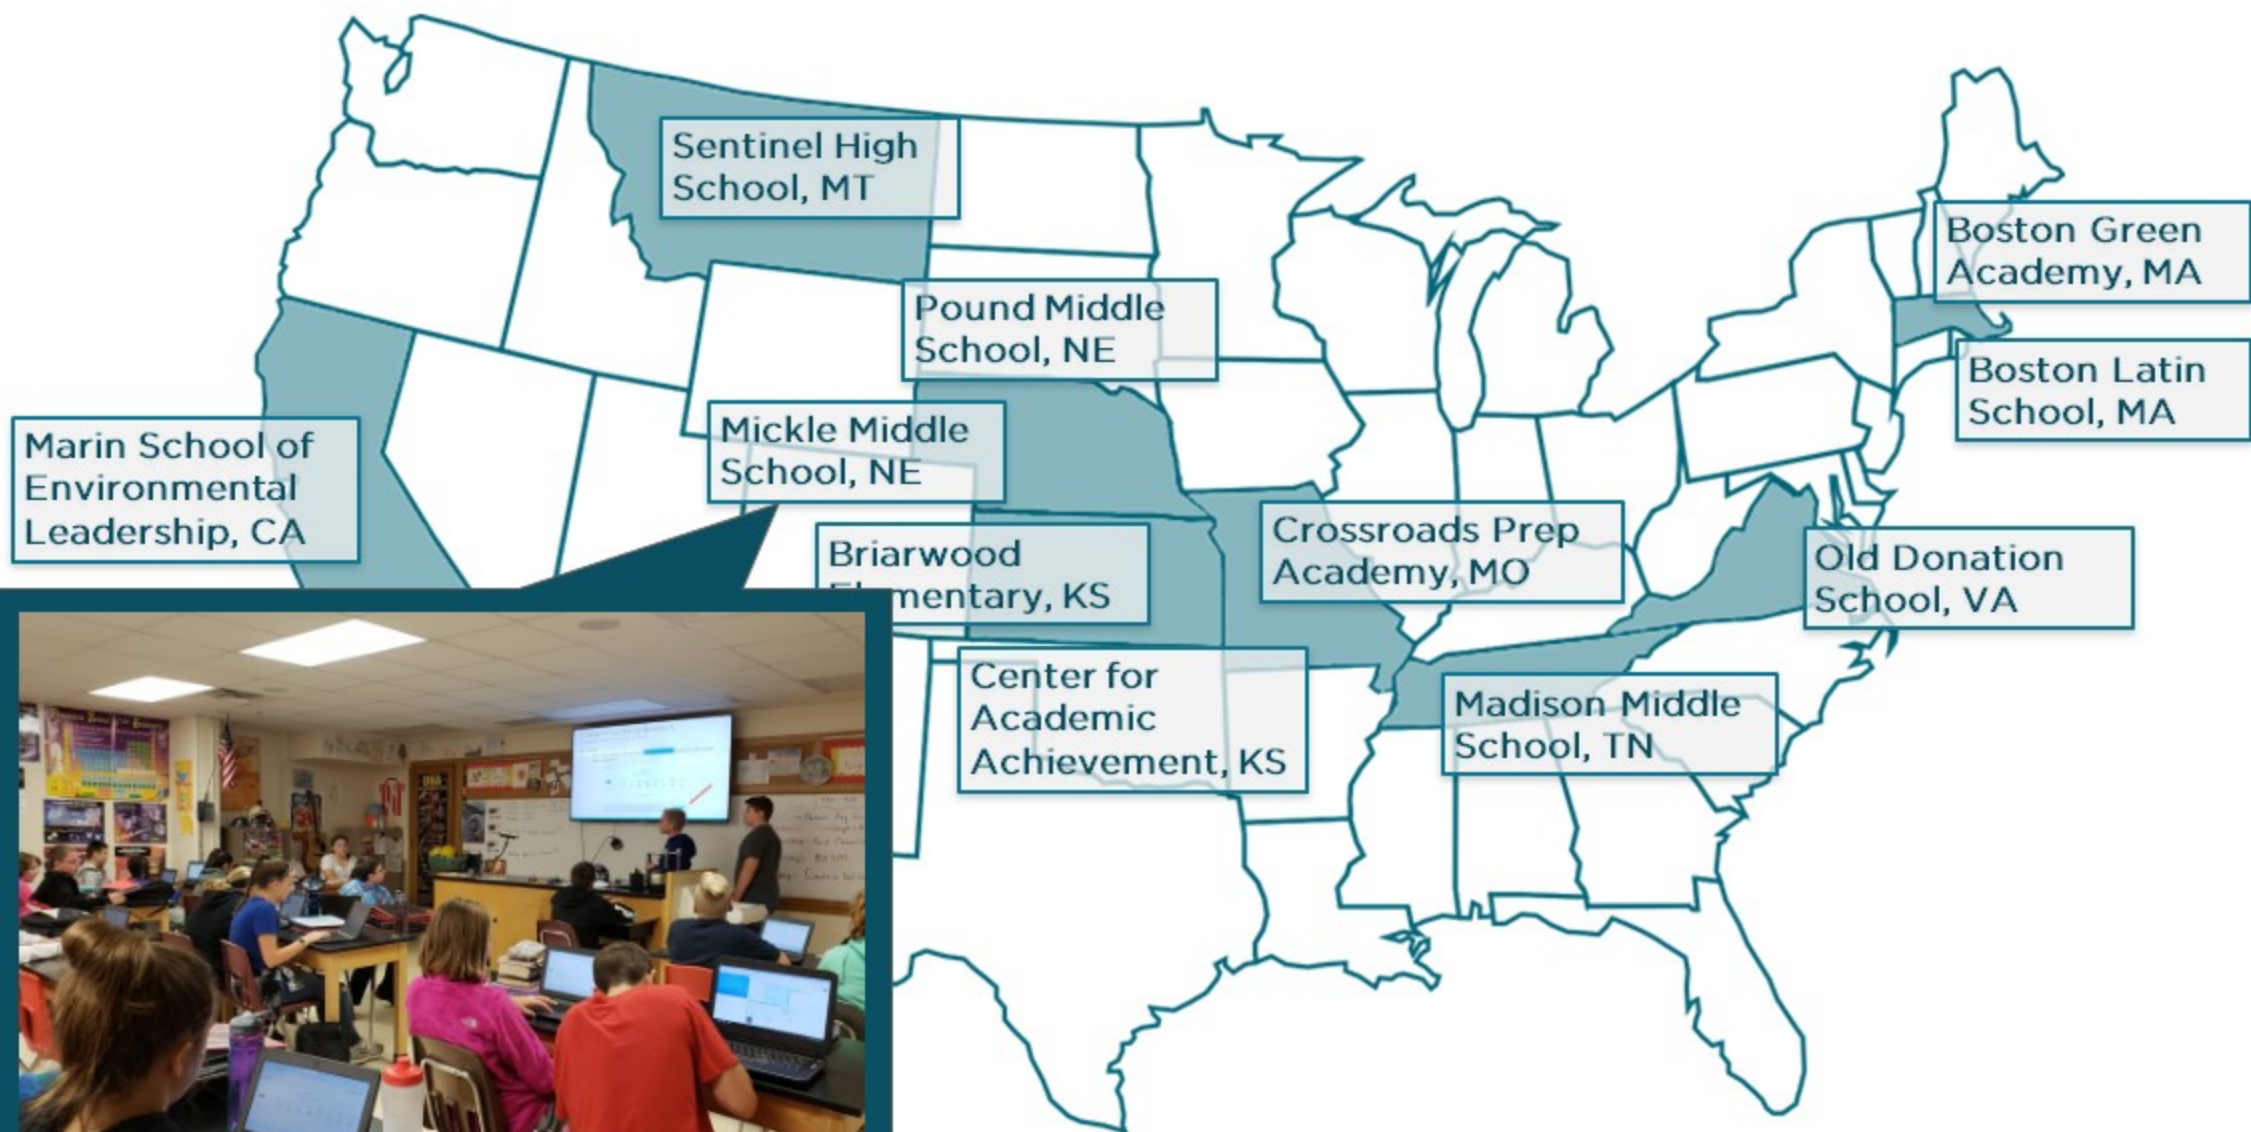 Sentinel High
School, MT
Boston Green
Academy, MA
Pound Middle
School, NE
Boston Latin
School, MA
Mickle Middle
School, NE
Marin School of
Environmental
Leadership, CA
Crossroads Prep
Academy, MO
Briarwood
Elementary, KS
Old Donation
School, VA
Center for
Academic
Achievement, KS
Madison Middle
School, TN